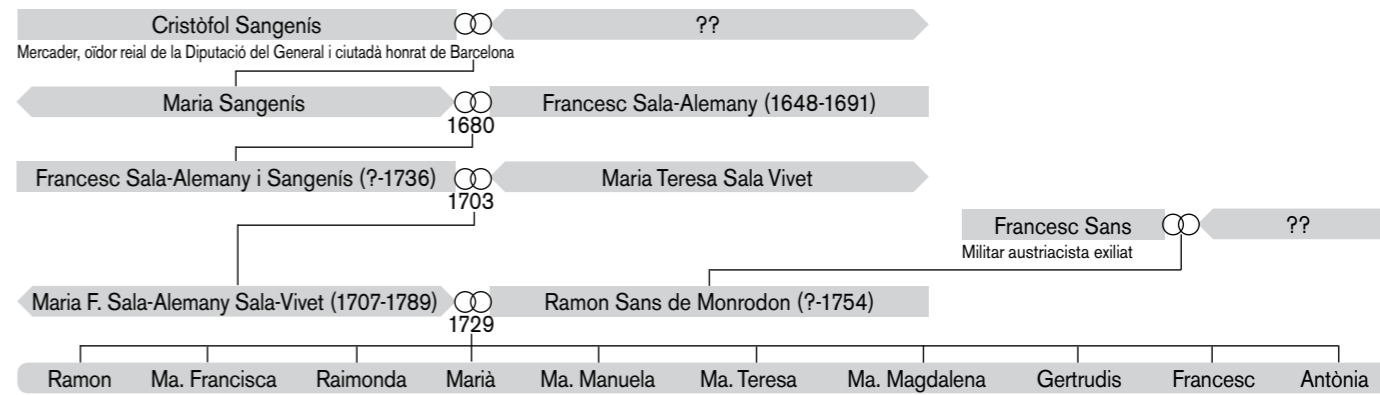 Cristòfol Sangenís ??
Mercader, oïdor reial de la Diputació del General i ciutadà honrat de Barcelona
Maria Sangenís Francesc Sala-Alemany (1648-1691)
1680
Francesc Sala-Alemany i Sangenís (?-1736) Maria Teresa Sala Vivet
1703
Francesc Sans ??
Militar austriacista exiliat
Maria F. Sala-Alemany Sala-Vivet (1707-1789) Ramon Sans de Monrodon (?-1754)
1729
Ramon Ma. Francisca Raimonda Marià Ma. Manuela Ma. Teresa Ma. Magdalena Gertrudis Francesc Antònia